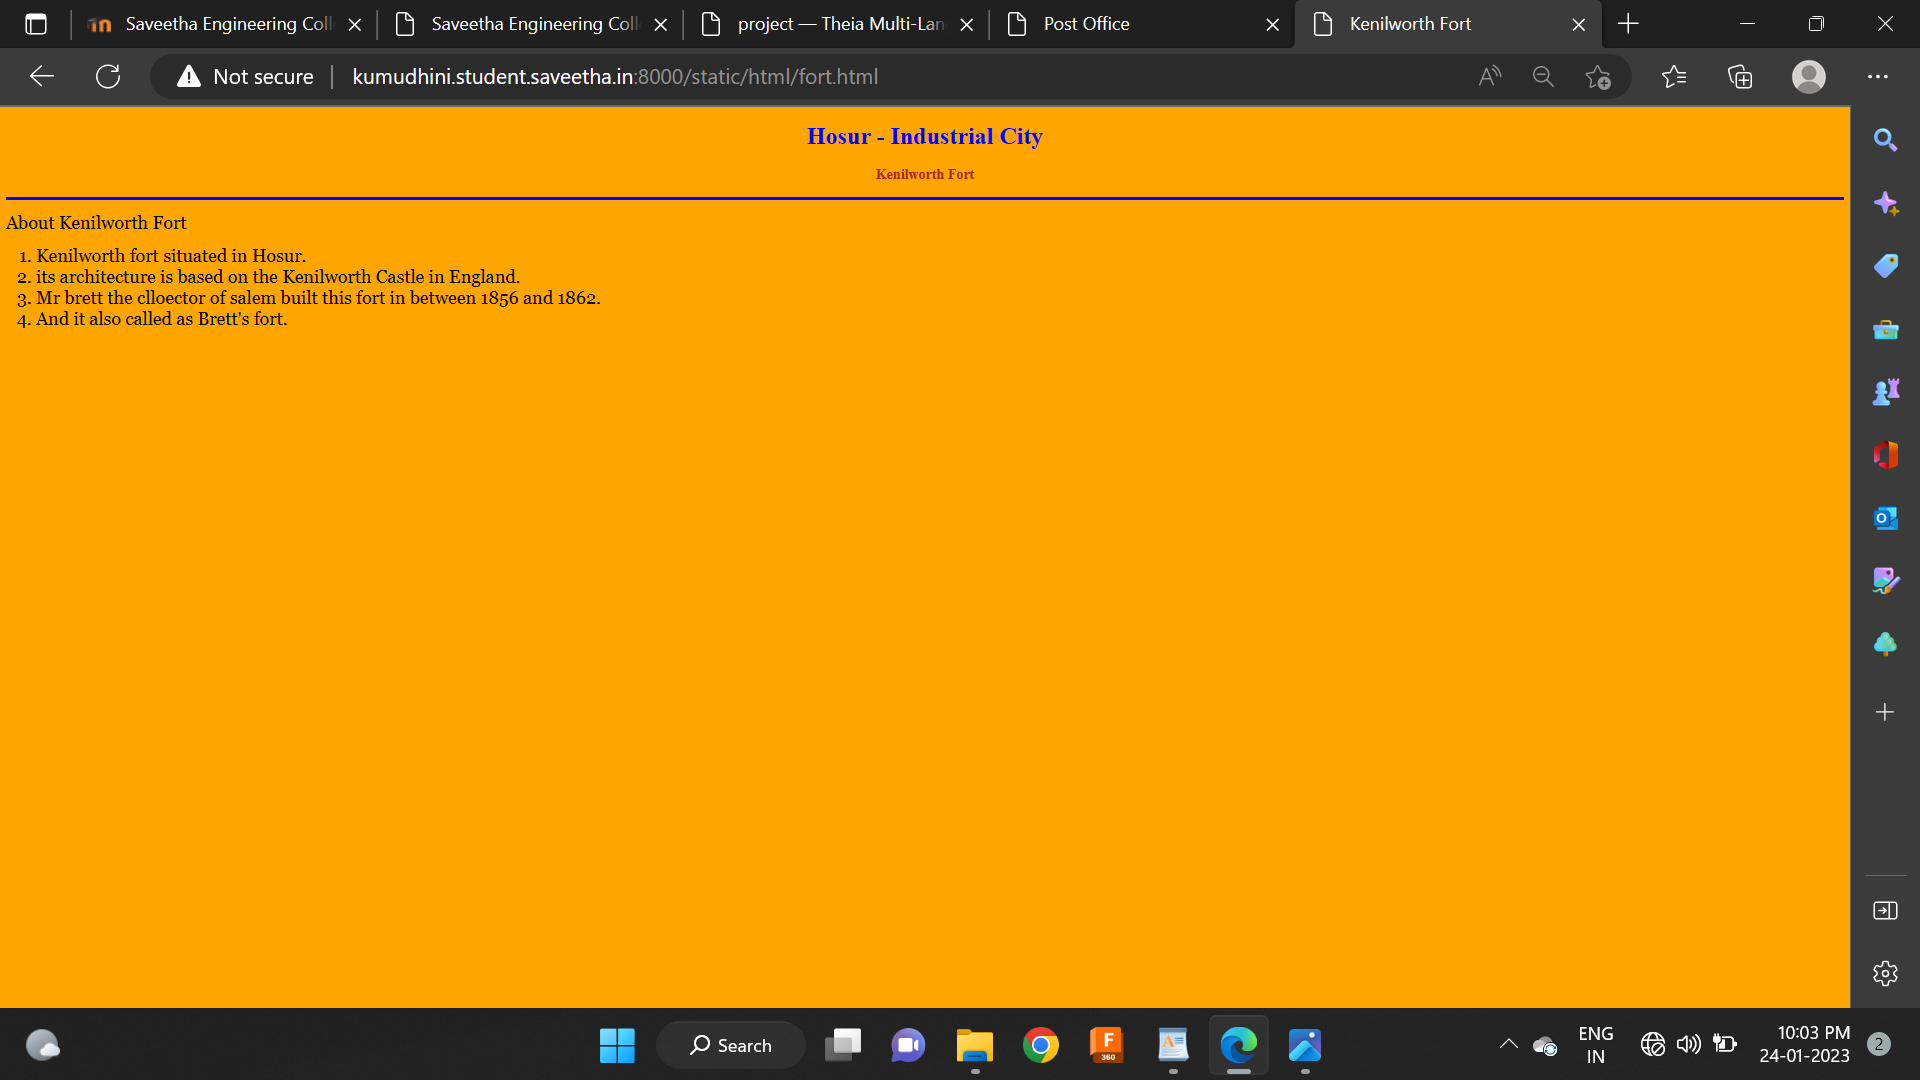 Saveetha Engineering Coll
Saveetha Engineering Coll
project — Theia Multi-Lan
Post Office
Kenilworth Fort
Not secure
kumudhini.student.saveetha.in:8000/static/html/fort.html
Hosur - Industrial City
Kenilworth Fort
About Kenilworth Fort
1. Kenilworth fort situated in Hosur.
2. its architecture is based on the Kenilworth Castle in England.
3. Mr brett the clloector of salem built this fort in between 1856 and 1862.
4. And it also called as Brett's fort.
Search
F
360
ENG
IN
10:03 PM
24-01-2023
2